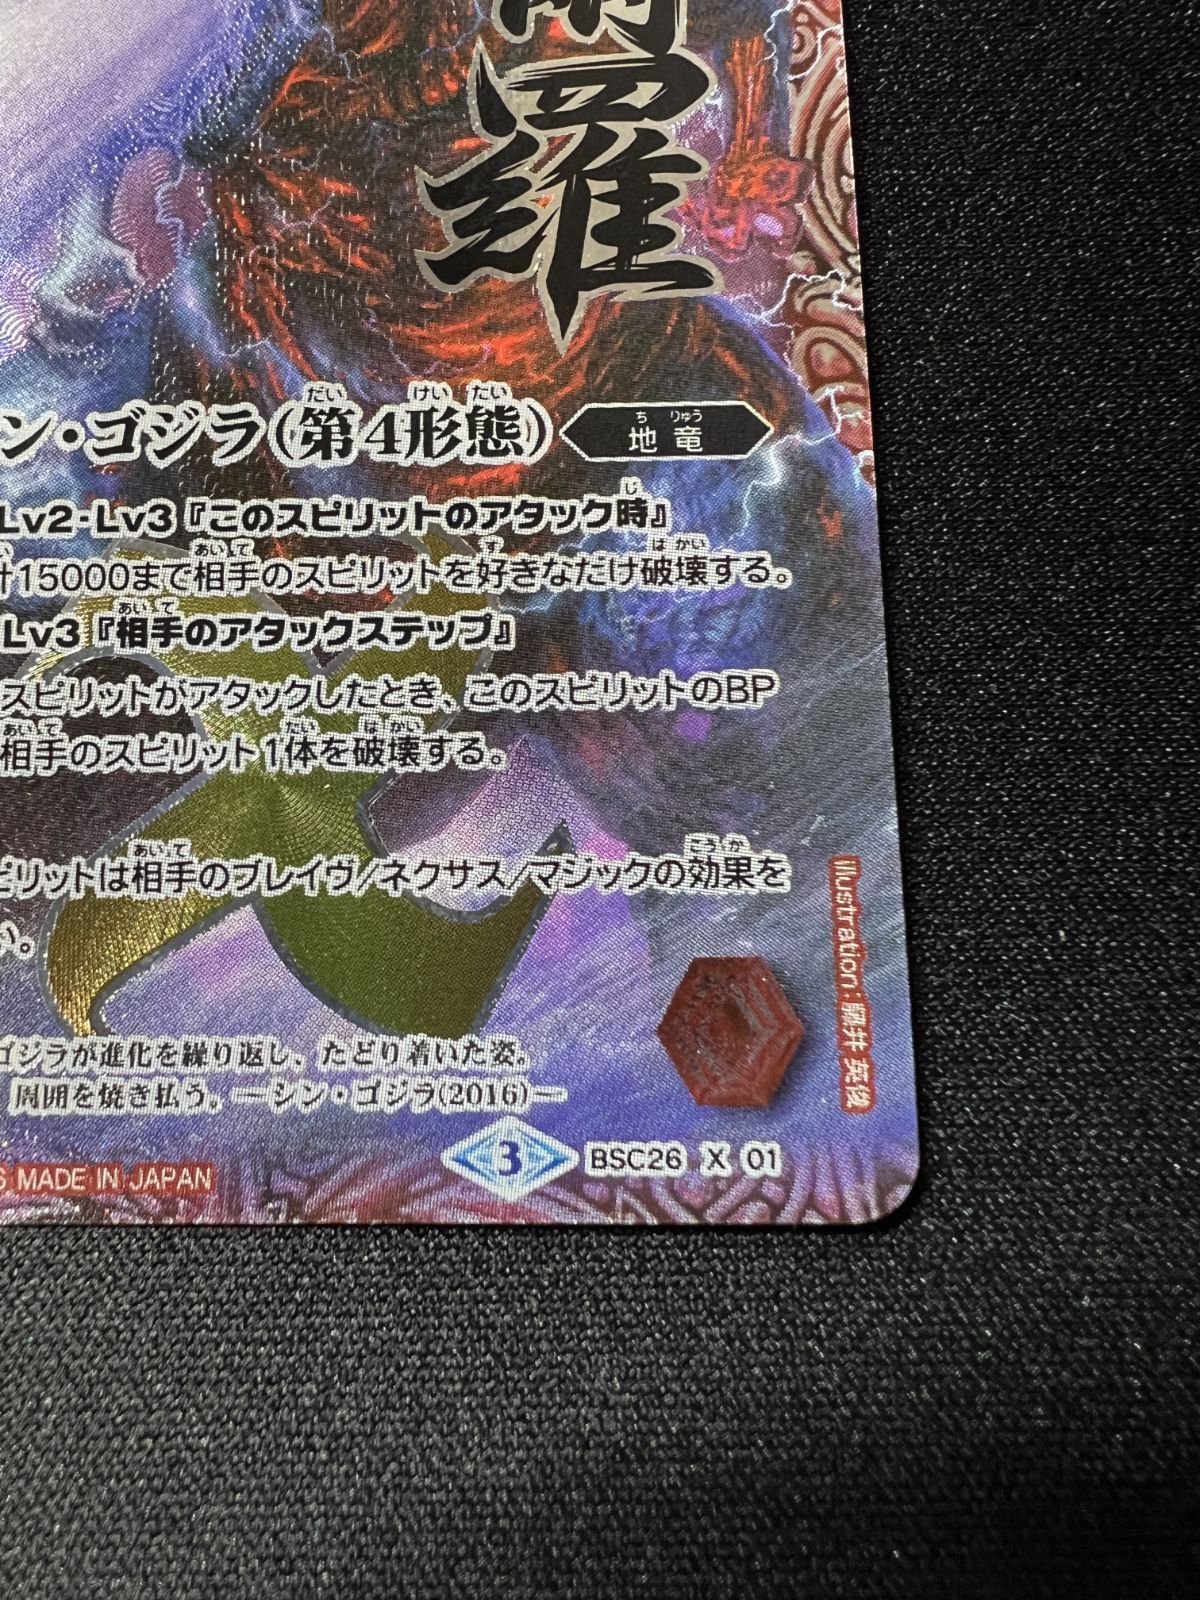 羅
ン・ゴジラ(第4形態) 地竜
Lv2・Lv3『このスピリットのアタック時』
計15000まで相手のスピリットを好きなだけ破壊する。
Lv3『相手のアタックステップ』
スピリットがアタックしたとき、このスピリットのBP
相手のスピリット1体を破壊する。
ピリットは相手のブレイヴ/ネクサス/マジックの効果を
い。
ゴジラが進化を繰り返し、たどり着いた姿。
周囲を焼き払う。—シン・ゴジラ(2016)—
Illustration:藤井英俊
3 BSC26 X 01
S MADE IN JAPAN